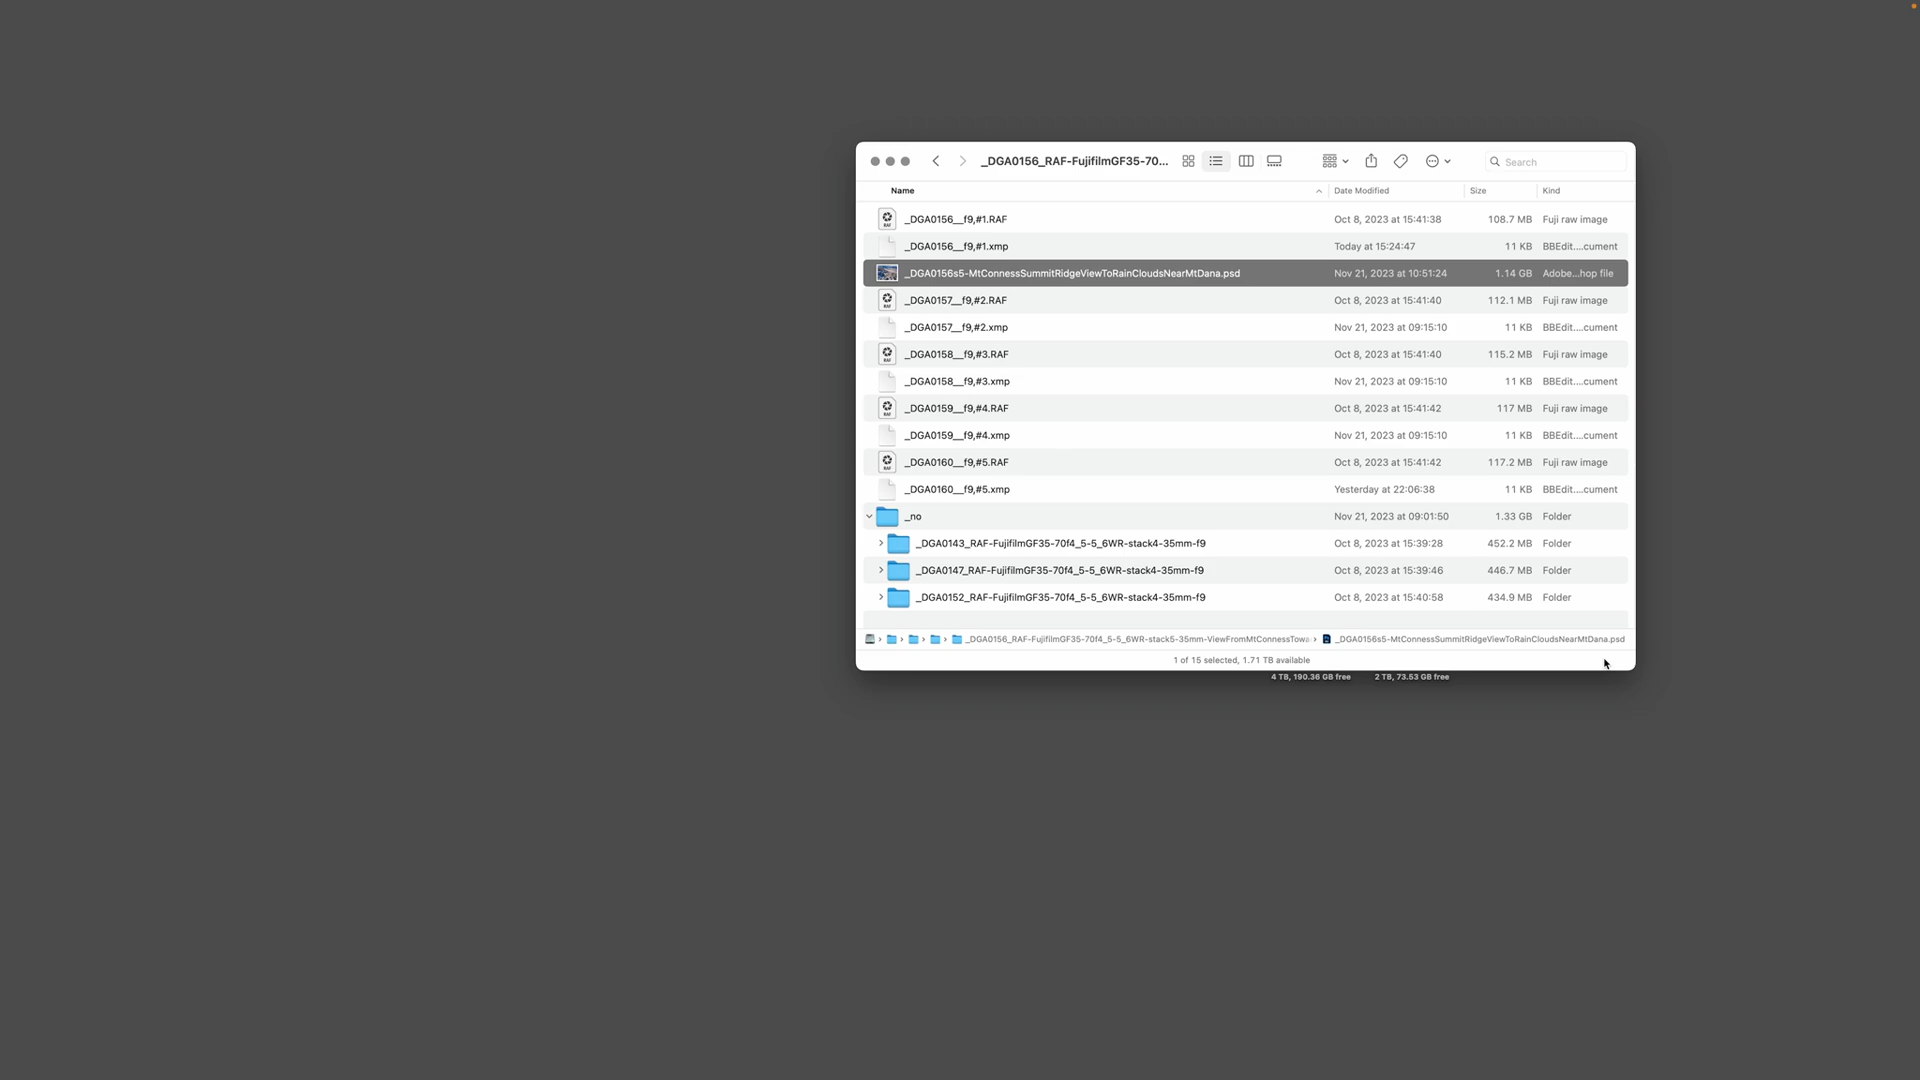 _DGA0156_RAF-FujifilmGF35-70...
Search
Name Date Modified Size Kind
_DGA0156__f9,#1.RAF Oct 8, 2023 at 15:41:38 108.7 MB Fuji raw image
_DGA0156__f9,#1.xmp Today at 15:24:47 11 KB BBEdit....cument
_DGA0156s5-MtConnessSummitRidgeViewToRainCloudsNearMtDana.psd Nov 21, 2023 at 10:51:24 1.14 GB Adobe...hop file
_DGA0157__f9,#2.RAF Oct 8, 2023 at 15:41:40 112.1 MB Fuji raw image
_DGA0157__f9,#2.xmp Nov 21, 2023 at 09:15:10 11 KB BBEdit....cument
_DGA0158__f9,#3.RAF Oct 8, 2023 at 15:41:40 115.2 MB Fuji raw image
_DGA0158__f9,#3.xmp Nov 21, 2023 at 09:15:10 11 KB BBEdit....cument
_DGA0159__f9,#4.RAF Oct 8, 2023 at 15:41:42 117 MB Fuji raw image
_DGA0159__f9,#4.xmp Nov 21, 2023 at 09:15:10 11 KB BBEdit....cument
_DGA0160__f9,#5.RAF Oct 8, 2023 at 15:41:42 117.2 MB Fuji raw image
_DGA0160__f9,#5.xmp Yesterday at 22:06:38 11 KB BBEdit....cument
_no Nov 21, 2023 at 09:01:50 1.33 GB Folder
_DGA0143_RAF-FujifilmGF35-70f4_5-5_6WR-stack4-35mm-f9 Oct 8, 2023 at 15:39:28 452.2 MB Folder
_DGA0147_RAF-FujifilmGF35-70f4_5-5_6WR-stack4-35mm-f9 Oct 8, 2023 at 15:39:46 446.7 MB Folder
_DGA0152_RAF-FujifilmGF35-70f4_5-5_6WR-stack4-35mm-f9 Oct 8, 2023 at 15:40:58 434.9 MB Folder
_DGA0156_RAF-FujifilmGF35-70f4_5-5_6WR-stack5-35mm-ViewFromMtConnessTowa › _DGA0156s5-MtConnessSummitRidgeViewToRainCloudsNearMtDana.psd
1 of 15 selected, 1.71 TB available
4 TB, 190.36 GB free 2 TB, 73.53 GB free